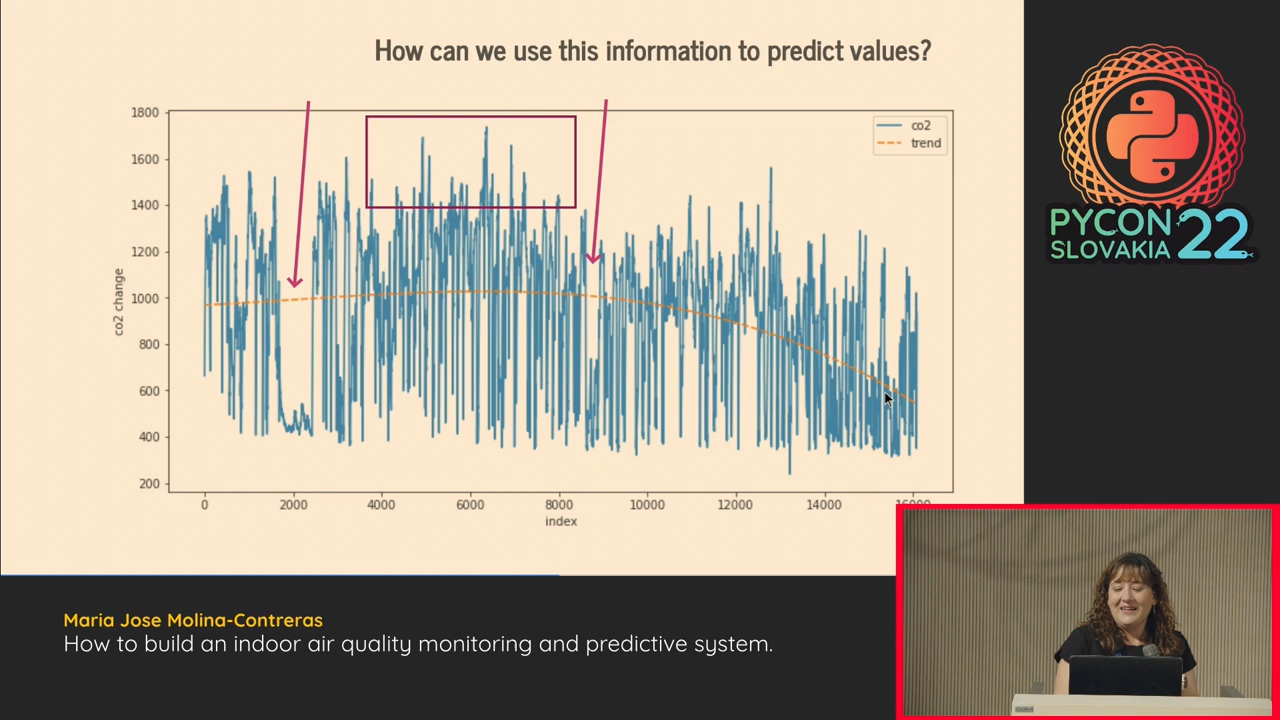 How can we use this information to predict values?
1800
1600
1400
1200
1000
800
600
400
200
co2 change
co2
trend
0 2000 4000 6000 8000 10000 12000 14000 16000
index
PYCON
SLOVAKIA
22
Maria Jose Molina-Contreras
How to build an indoor air quality monitoring and predictive system.